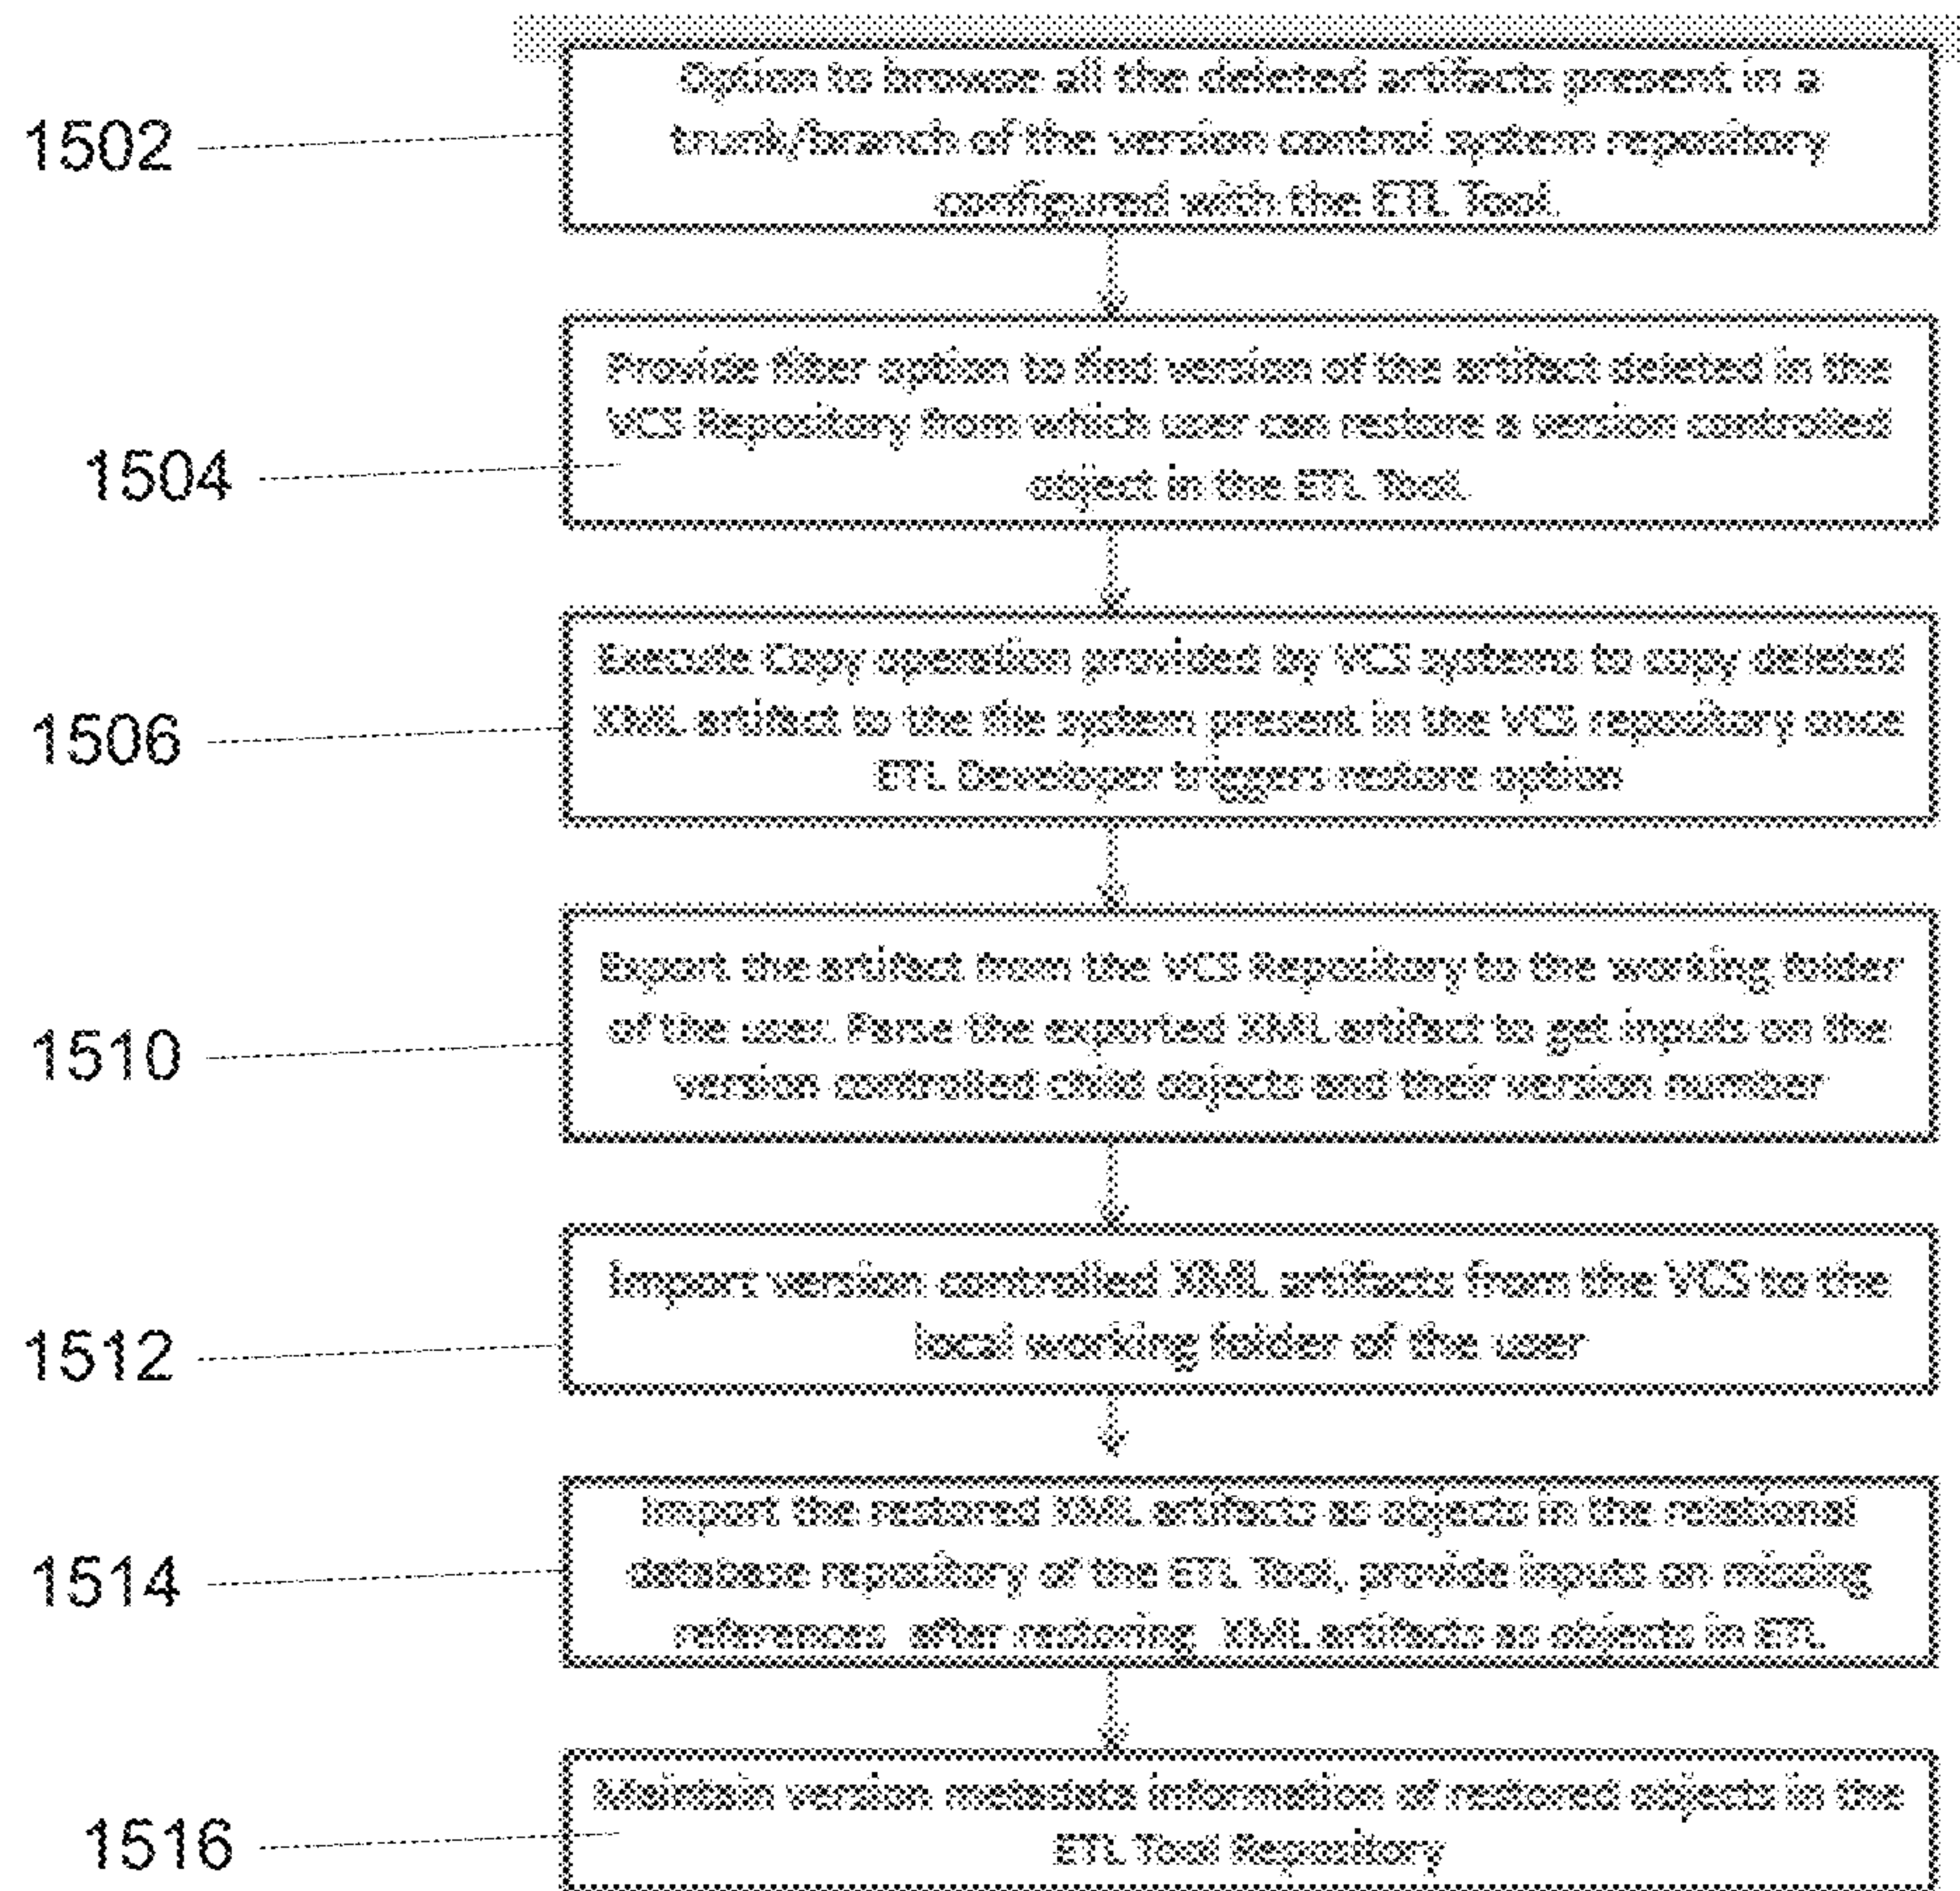 1502
Option to browse all the deleted artifacts present in a
trunk/branch of the version control system repository
configured with the ETL Tool.
1504
Provide filter option to find version of the artifact deleted in the
VCS Repository from which user can restore a version controlled
object in the ETL Tool.
1506
Execute Copy operation provided by VCS systems to copy deleted
XML artifact to the file system present in the VCS repository once
ETL Developer triggers restore option
1510
Export the artifact from the VCS Repository to the working folder
of the user. Parse the exported XML artifact to get inputs on the
version controlled child objects and their version number
1512
Import version controlled XML artifacts from the VCS to the
local working folder of the user
1514
Import the restored XML artifacts as objects in the relational
database repository of the ETL Tool, provide inputs on missing
references after restoring XML artifacts as objects in ETL
1516
Maintain version metadata information of restored objects in the
ETL Tool Repository